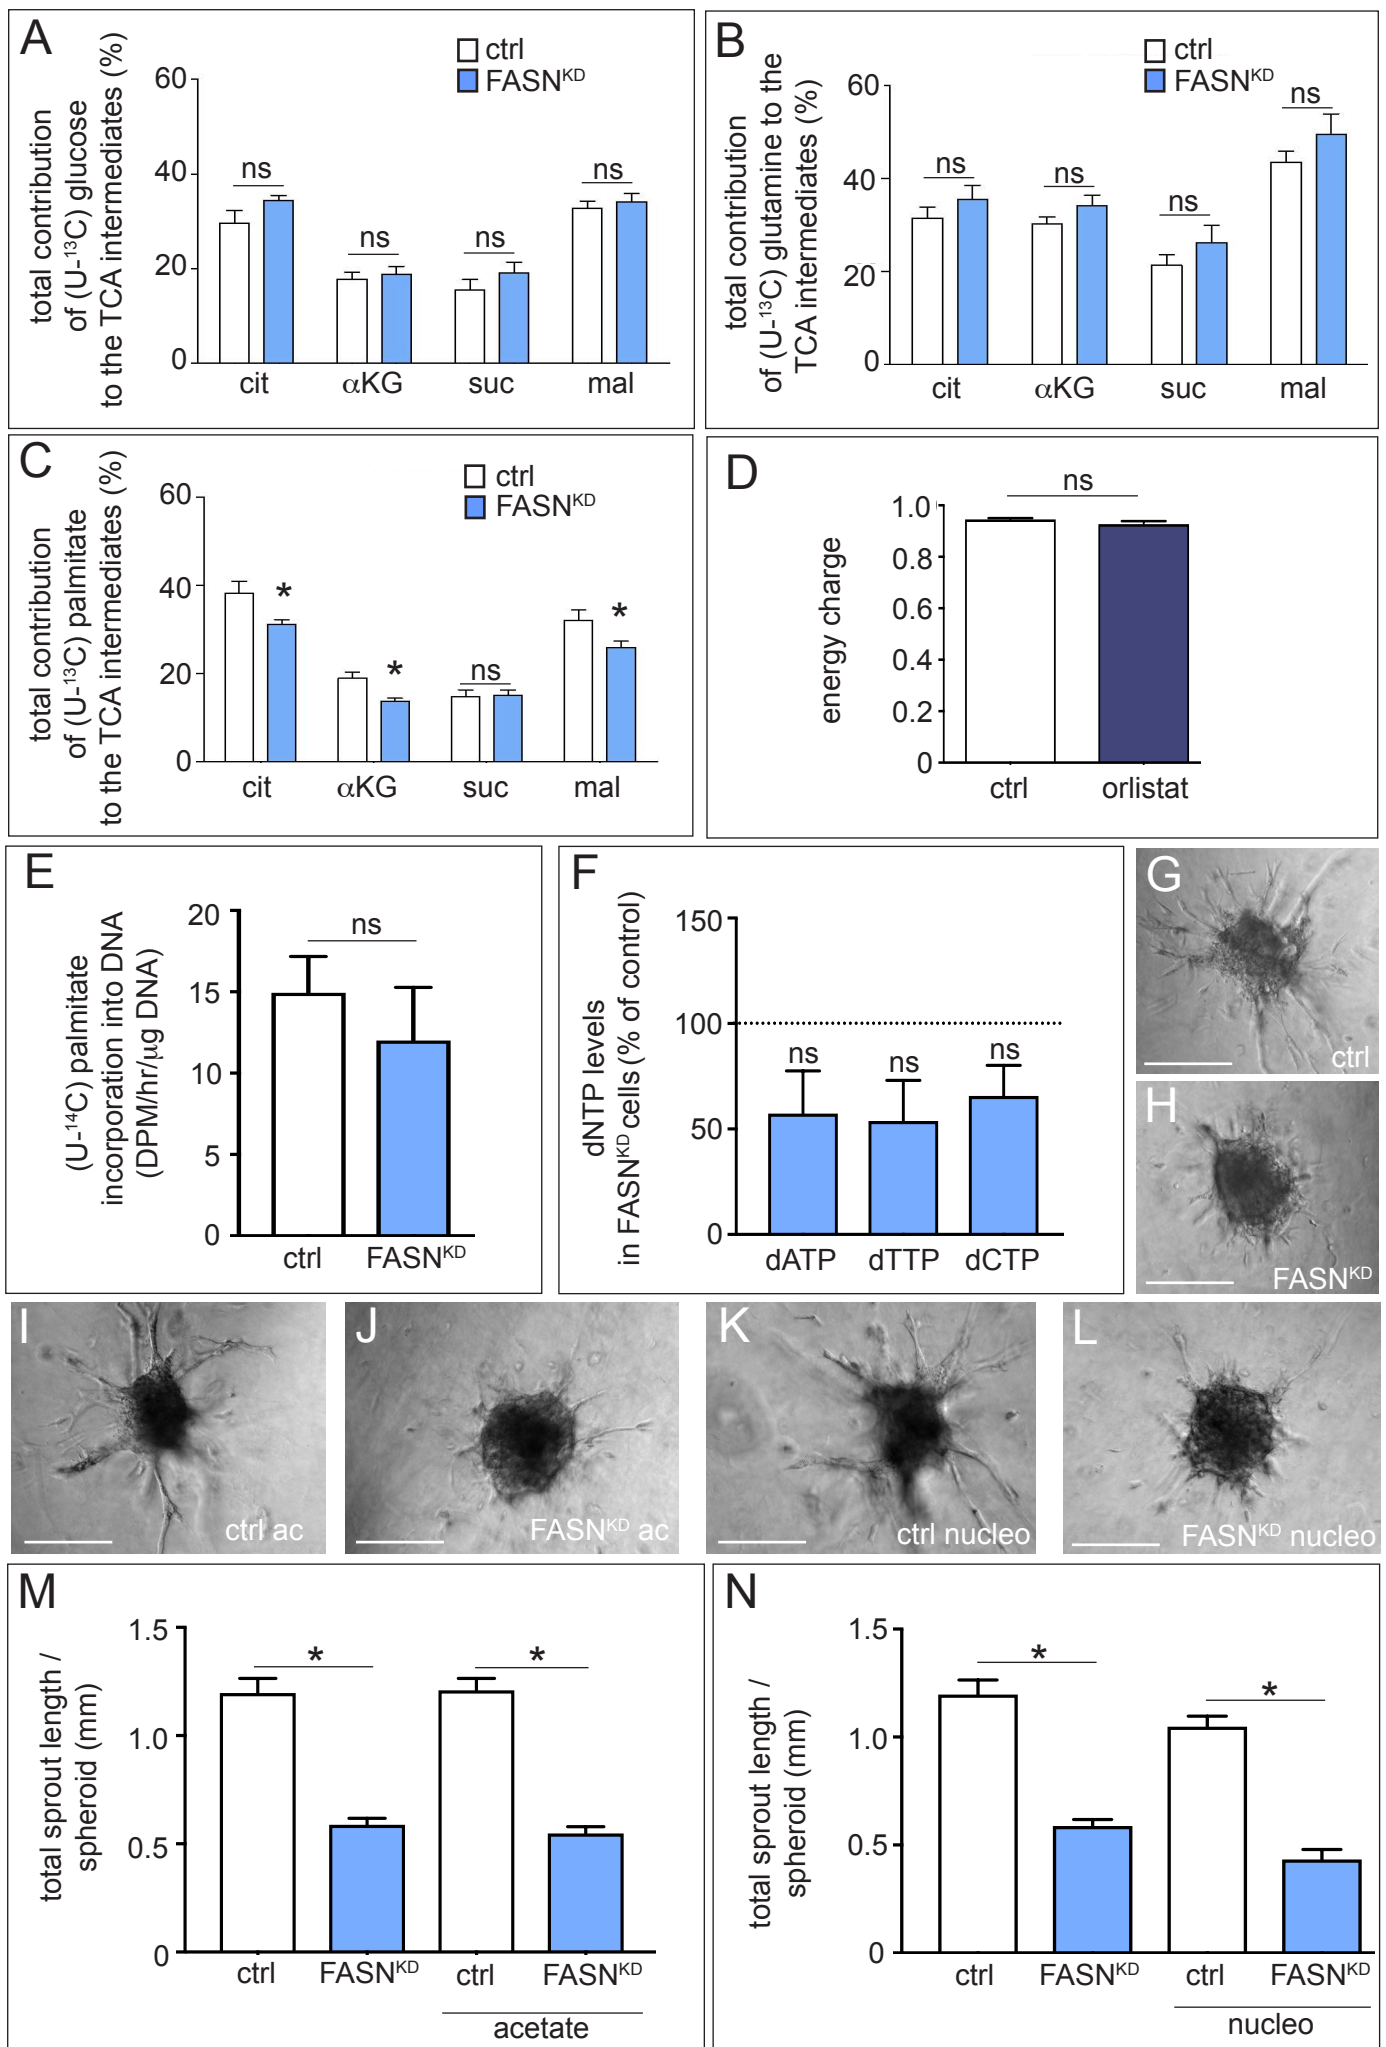 A
total contribution
of (U-¹³C) glucose
to the TCA intermediates (%)
ctrl
FASNᴷᴰ
60
40
20
0
ns
ns
ns
ns
cit αKG suc mal
B
total contribution
of (U-¹³C) glutamine to the
TCA intermediates (%)
ctrl
FASNᴷᴰ
60
40
20
0
ns
ns
ns
ns
cit αKG suc mal
C
total contribution
of (U-¹³C) palmitate
to the TCA intermediates (%)
ctrl
FASNᴷᴰ
60
40
20
0
*
*
ns
*
cit αKG suc mal
D
energy charge
1.0
0.8
0.6
0.4
0.2
0
ns
ctrl orlistat
E
(U-¹⁴C) palmitate
incorporation into DNA
(DPM/hr/µg DNA)
20
15
10
5
0
ns
ctrl FASNᴷᴰ
F
dNTP levels
in FASNᴷᴰ cells (% of control)
150
100
50
0
ns ns ns
dATP dTTP dCTP
G
ctrl
H
FASNᴷᴰ
I
ctrl ac
J
FASNᴷᴰ ac
K
ctrl nucleo
L
FASNᴷᴰ nucleo
M
total sprout length /
spheroid (mm)
1.5
1.0
0.5
0
* *
ctrl FASNᴷᴰ ctrl FASNᴷᴰ
acetate
N
total sprout length /
spheroid (mm)
1.5
1.0
0.5
0
* *
ctrl FASNᴷᴰ ctrl FASNᴷᴰ
nucleo